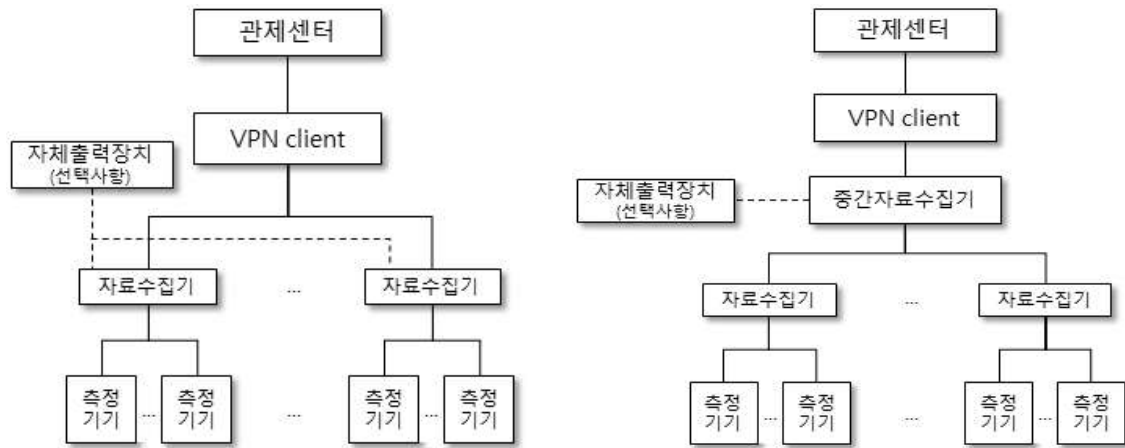 관제센터
VPN client
자체출력장치
(선택사항)
자료수집기
...
자료수집기
측정
기기
...
측정
기기
...
측정
기기
...
측정
기기
관제센터
VPN client
자체출력장치
(선택사항)
중간자료수집기
자료수집기
...
자료수집기
측정
기기
...
측정
기기
...
측정
기기
...
측정
기기